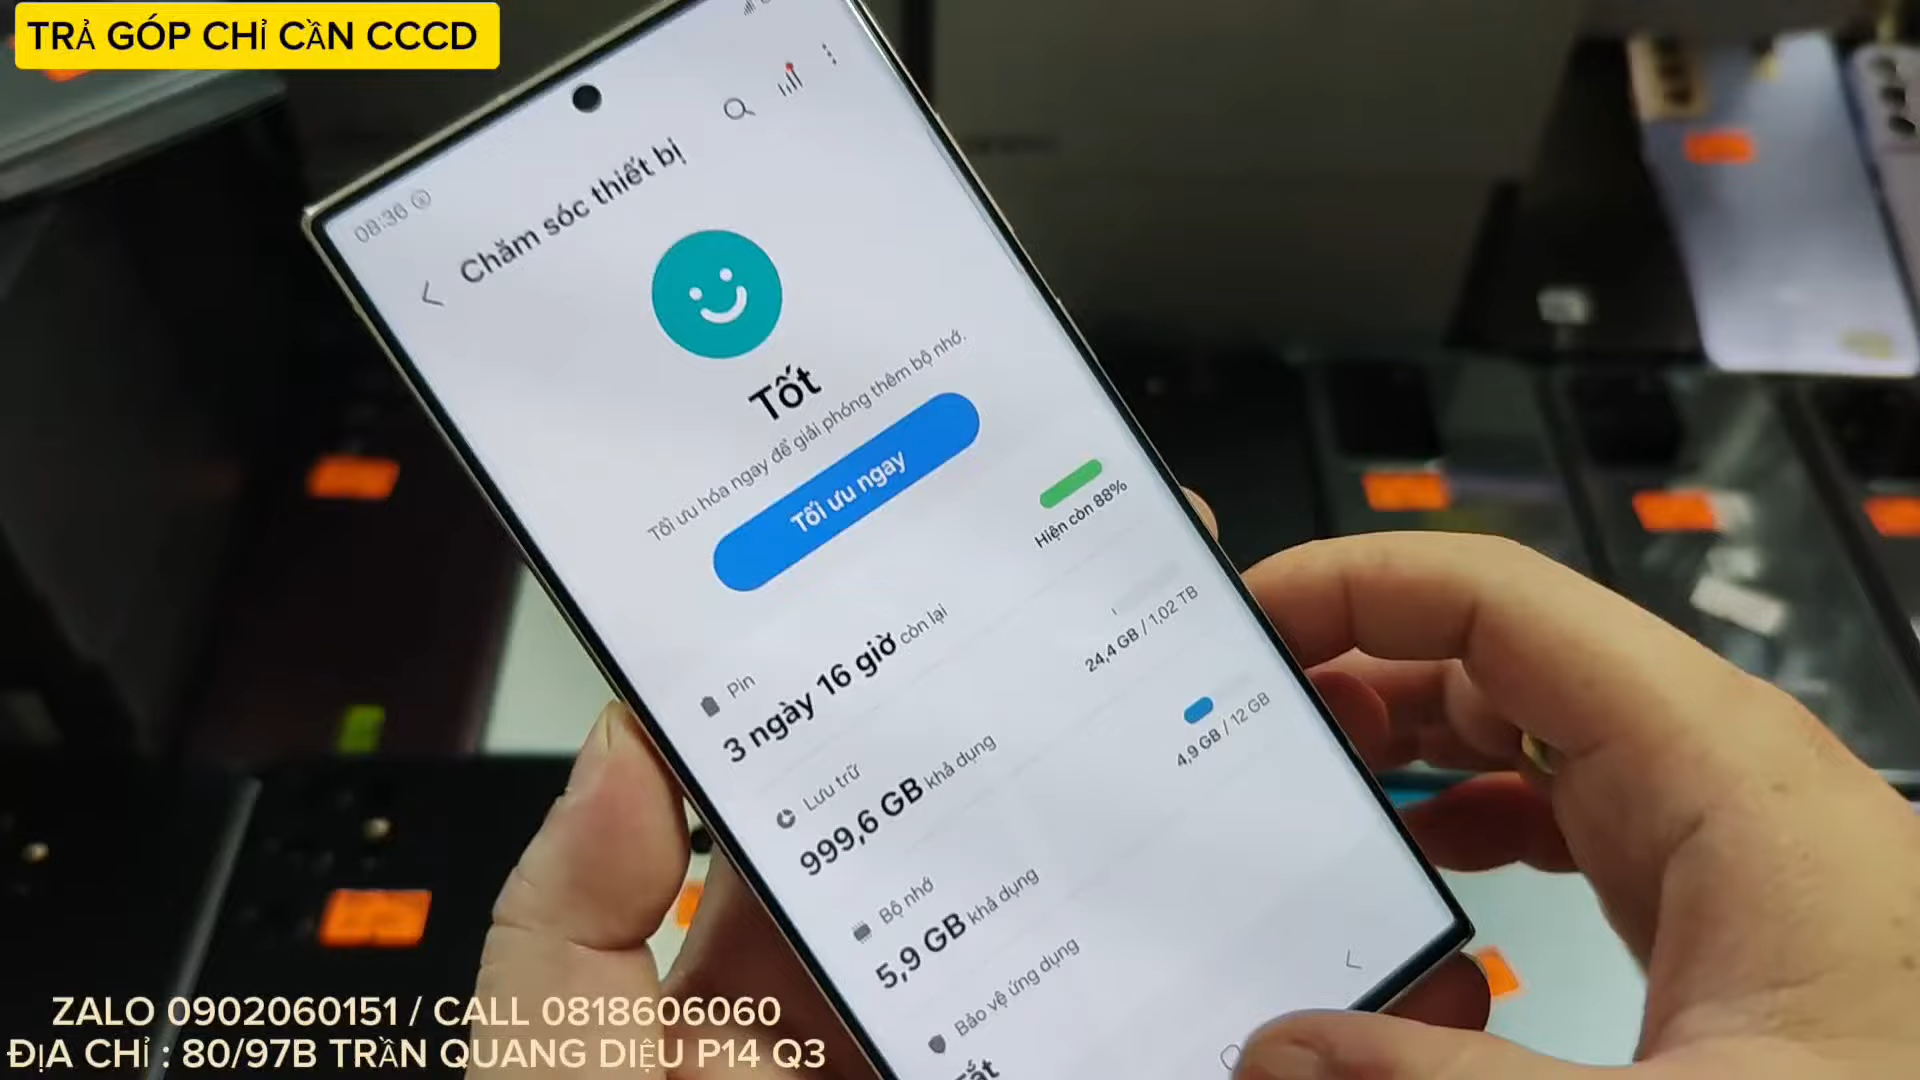 TRẢ GÓP CHỈ CẦN CCCD
08:36
Chăm sóc thiết bị
Tốt
Tối ưu hóa ngay để giải phóng thêm bộ nhớ.
Tối ưu ngay
Pin
3 ngày 16 giờ còn lại
Hiện còn 88%
Lưu trữ
999,6 GB khả dụng
24,4 GB / 1,02 TB
Bộ nhớ
5,9 GB khả dụng
4,9 GB / 12 GB
Bảo vệ ứng dụng
Tắt
ZALO 0902060151 / CALL 0818606060
ĐỊA CHỈ : 80/97B TRẦN QUANG DIỆU P14 Q3